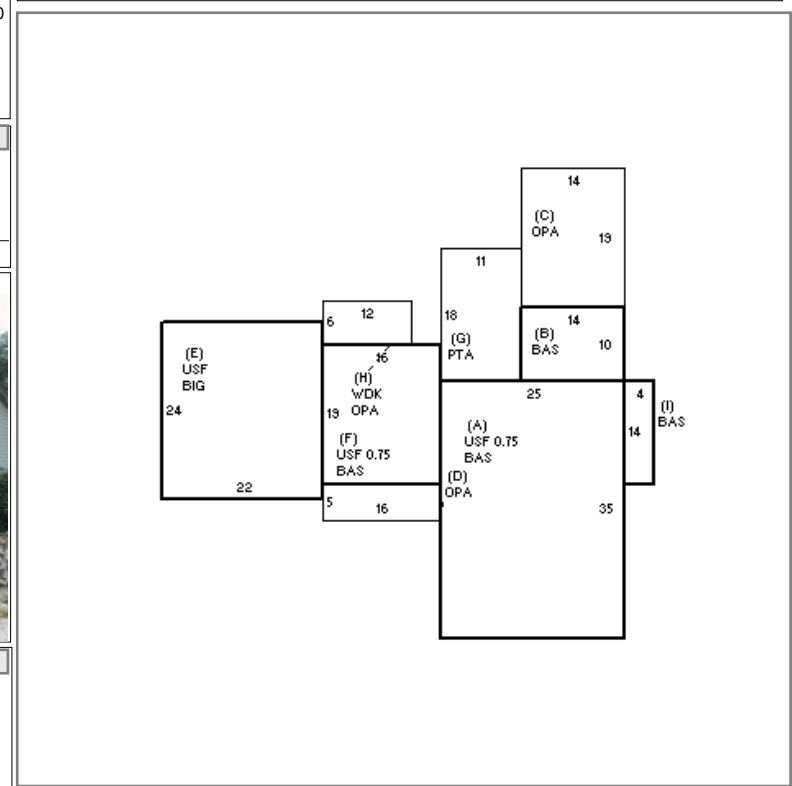 14
(C)
OPA
19
11
18
(G)
PTA
14
(B)
BAS
10
12
6
16
(H)
WDK
OPA
(E)
USF
BIG
24
22
19
(F)
USF 0.75
BAS
5
16
25
(A)
USF 0.75
BAS
(D)
OPA
35
4
14
(I)
BAS